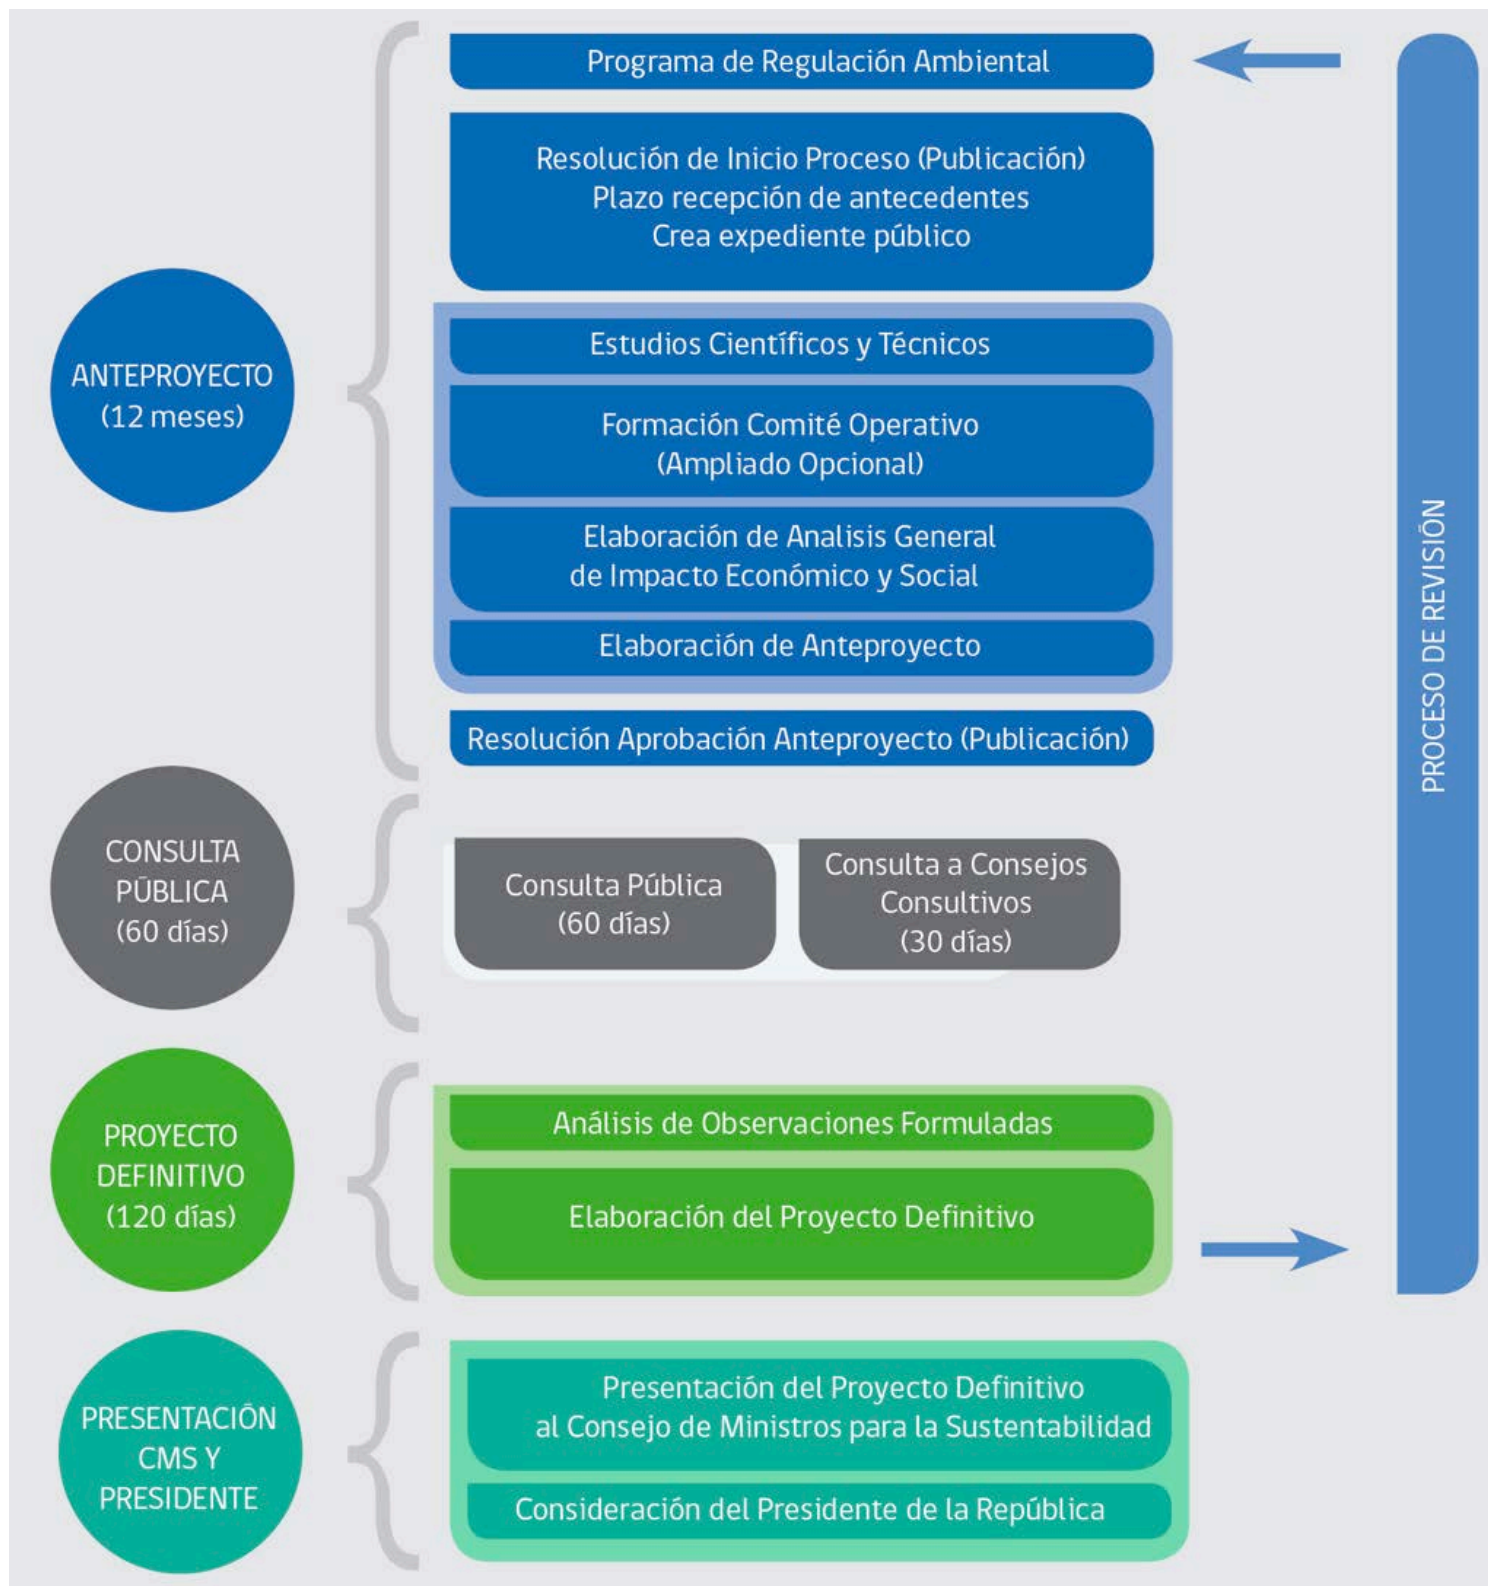 Programa de Regulación Ambiental
Resolución de Inicio Proceso (Publicación)
Plazo recepción de antecedentes
Crea expediente público
ANTEPROYECTO
(12 meses)
Estudios Científicos y Técnicos
Formación Comité Operativo
(Ampliado Opcional)
Elaboración de Analisis General
de Impacto Económico y Social
Elaboración de Anteproyecto
Resolución Aprobación Anteproyecto (Publicación)
CONSULTA
PÚBLICA
(60 días)
Consulta Pública
(60 días)
Consulta a Consejos
Consultivos
(30 días)
PROYECTO
DEFINITIVO
(120 días)
Análisis de Observaciones Formuladas
Elaboración del Proyecto Definitivo
PRESENTACIÓN
CMS Y
PRESIDENTE
Presentación del Proyecto Definitivo
al Consejo de Ministros para la Sustentabilidad
Consideración del Presidente de la República
PROCESO DE REVISIÓN